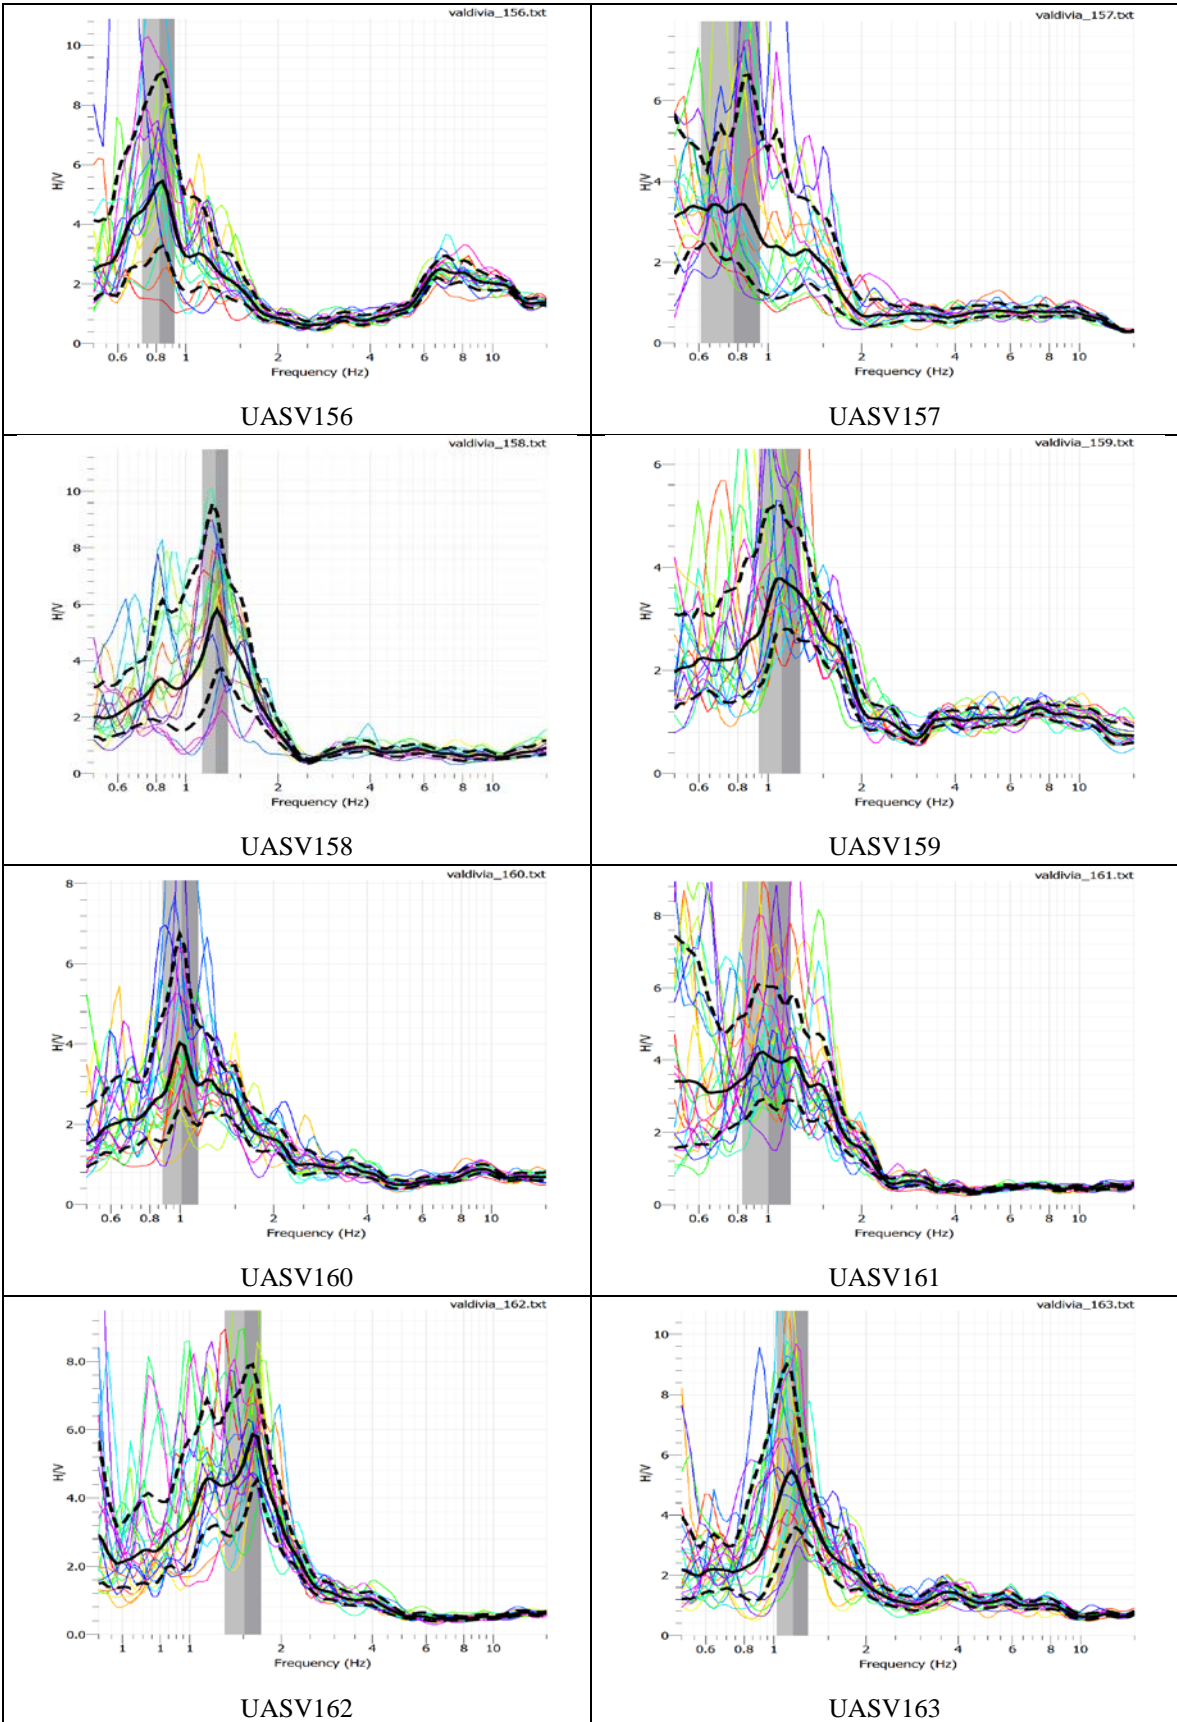 valdivia_156.txt
10
8
6
4
2
0
H/V
0.6 0.8 1 2 4 6 8 10
Frequency (Hz)
UASV156
valdivia_157.txt
6
4
2
0
H/V
0.6 0.8 1 2 4 6 8 10
Frequency (Hz)
UASV157
valdivia_158.txt
10
8
6
4
2
0
H/V
0.6 0.8 1 2 4 6 8 10
Frequency (Hz)
UASV158
valdivia_159.txt
6
4
2
0
H/V
0.6 0.8 1 2 4 6 8 10
Frequency (Hz)
UASV159
valdivia_160.txt
8
6
4
2
0
H/V
0.6 0.8 1 2 4 6 8 10
Frequency (Hz)
UASV160
valdivia_161.txt
8
6
4
2
0
H/V
0.6 0.8 1 2 4 6 8 10
Frequency (Hz)
UASV161
valdivia_162.txt
8.0
6.0
4.0
2.0
0.0
H/V
1 1 1 2 4 6 8 10
Frequency (Hz)
UASV162
valdivia_163.txt
10
8
6
4
2
0
H/V
0.6 0.8 1 2 4 6 8 10
Frequency (Hz)
UASV163